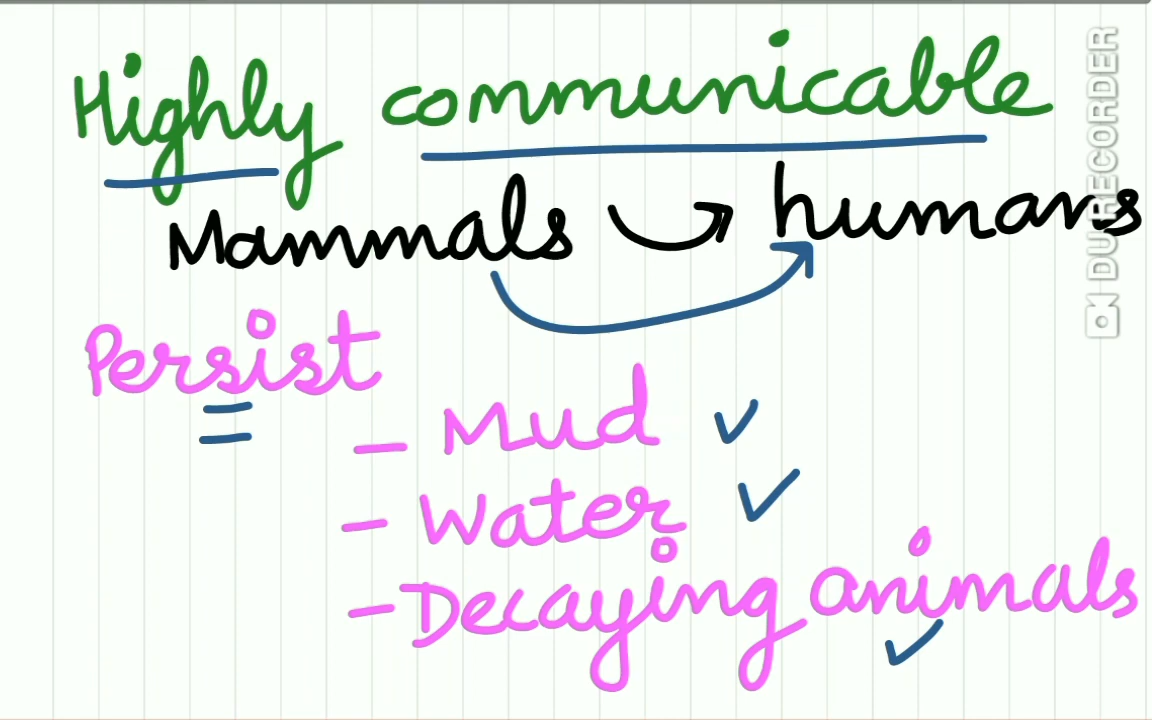 Highly communicable
Mammals → humans
Persist
- Mud ✓
- Water ✓
- Decaying animals ✓
DU RECORDER